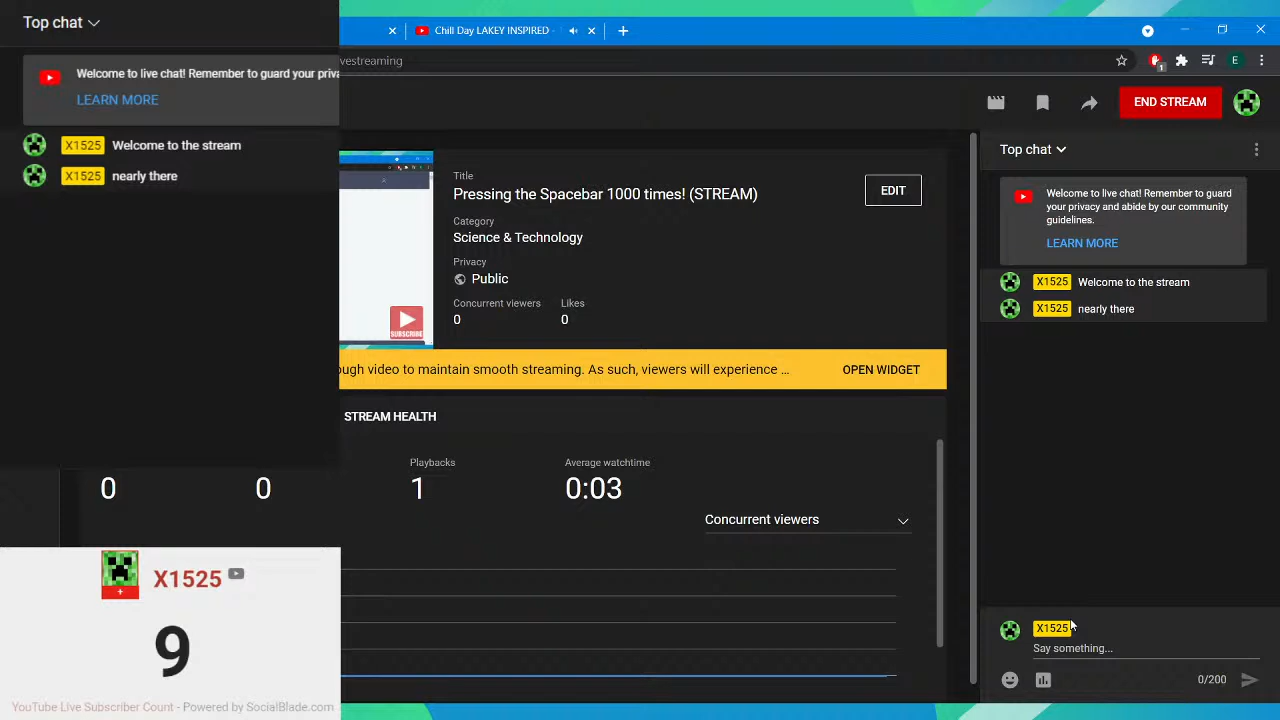 Top chat
Welcome to live chat! Remember to guard your priva
LEARN MORE
X1525 Welcome to the stream
X1525 nearly there
Chill Day LAKEY INSPIRED -
vestreaming
1
E
END STREAM
Title
Pressing the Spacebar 1000 times! (STREAM)
EDIT
Category
Science & Technology
Privacy
Public
Concurrent viewers
Likes
0
0
SUBSCRIBE
ough video to maintain smooth streaming. As such, viewers will experience ...
OPEN WIDGET
STREAM HEALTH
Playbacks
Average watchtime
0
0
1
0:03
Concurrent viewers
X1525
9
YouTube Live Subscriber Count - Powered by SocialBlade.com
Top chat
Welcome to live chat! Remember to guard
your privacy and abide by our community
guidelines.
LEARN MORE
X1525 Welcome to the stream
X1525 nearly there
X1525
Say something...
0/200